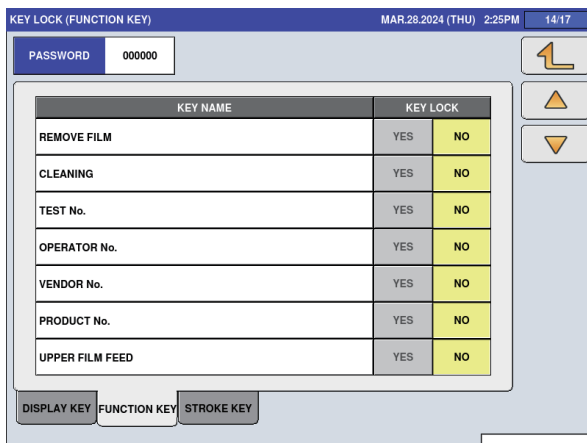 KEY LOCK (FUNCTION KEY) MAR.28.2024 (THU) 2:25PM 14/17
PASSWORD 000000
KEY NAME KEY LOCK
REMOVE FILM YES NO
CLEANING YES NO
TEST No. YES NO
OPERATOR No. YES NO
VENDOR No. YES NO
PRODUCT No. YES NO
UPPER FILM FEED YES NO
DISPLAY KEY FUNCTION KEY STROKE KEY